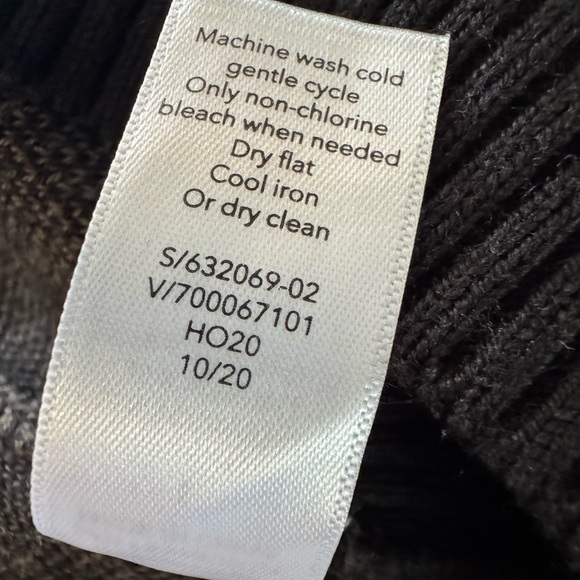 Machine wash cold
gentle cycle
Only non-chlorine
bleach when needed
Dry flat
Cool iron
Or dry clean
S/632069-02
V/700067101
HO20
10/20